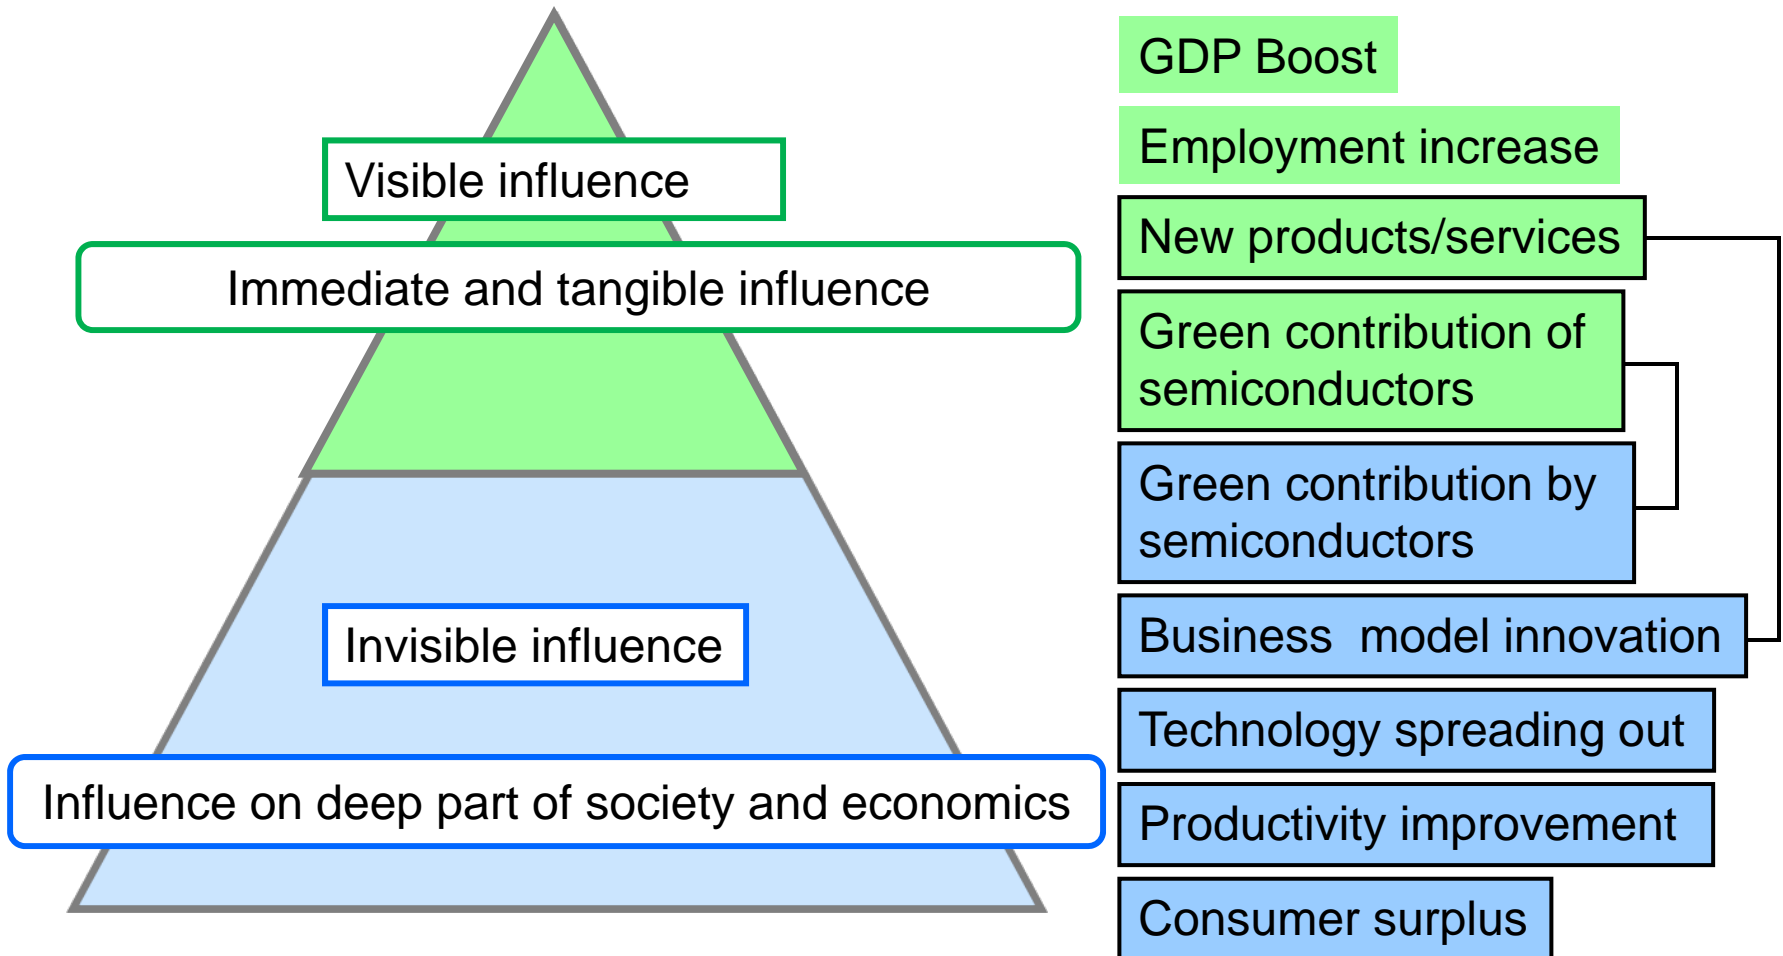 Visible influence
Immediate and tangible influence
Invisible influence
Influence on deep part of society and economics
GDP Boost
Employment increase
New products/services
Green contribution of
semiconductors
Green contribution by
semiconductors
Business  model innovation
Technology spreading out
Productivity improvement
Consumer surplus